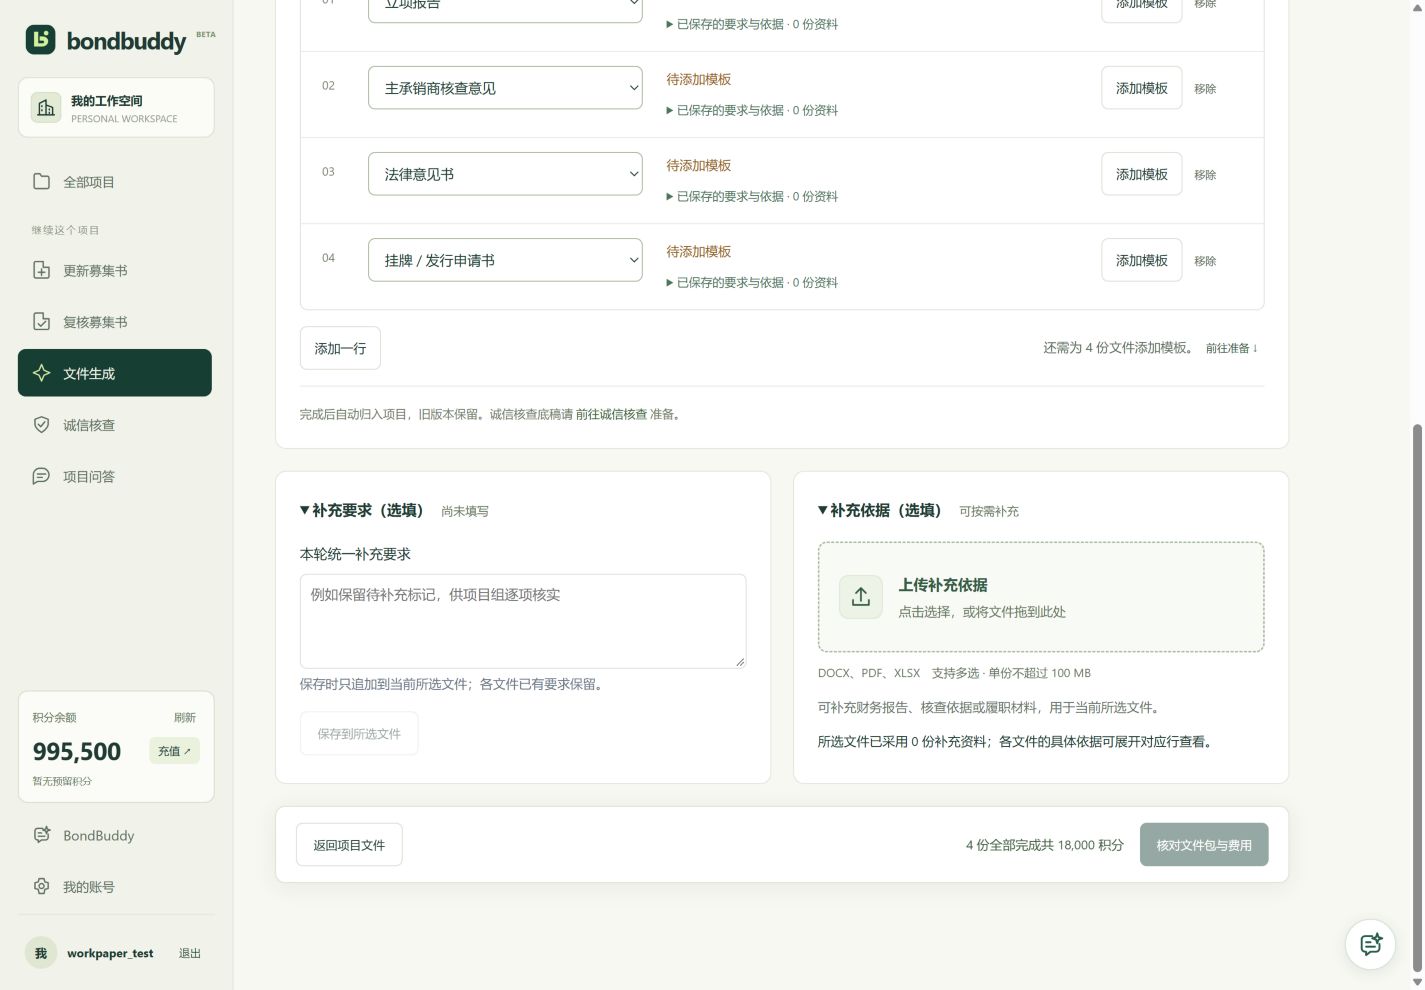 bondbuddy BETA
我的工作空间
PERSONAL WORKSPACE
全部项目
继续这个项目
更新募集书
复核募集书
文件生成
诚信核查
项目问答
积分余额 刷新
995,500 充值 ↗
暂无预留积分
BondBuddy
我的账号
我 workpaper_test 退出
01 立项报告 添加模板 移除
▶ 已保存的要求与依据 · 0 份资料
02 主承销商核查意见 待添加模板 添加模板 移除
▶ 已保存的要求与依据 · 0 份资料
03 法律意见书 待添加模板 添加模板 移除
▶ 已保存的要求与依据 · 0 份资料
04 挂牌 / 发行申请书 待添加模板 添加模板 移除
▶ 已保存的要求与依据 · 0 份资料
添加一行 还需为 4 份文件添加模板。 前往准备 ↓
完成后自动归入项目，旧版本保留。诚信核查底稿请 前往诚信核查 准备。
▼ 补充要求（选填） 尚未填写
本轮统一补充要求
例如保留待补充标记，供项目组逐项核实
保存时只追加到当前所选文件；各文件已有要求保留。
保存到所选文件
▼ 补充依据（选填） 可按需补充
上传补充依据
点击选择，或将文件拖到此处
DOCX、PDF、XLSX 支持多选 · 单份不超过 100 MB
可补充财务报告、核查依据或履职材料，用于当前所选文件。
所选文件已采用 0 份补充资料；各文件的具体依据可展开对应行查看。
返回项目文件 4 份全部完成共 18,000 积分 核对文件包与费用